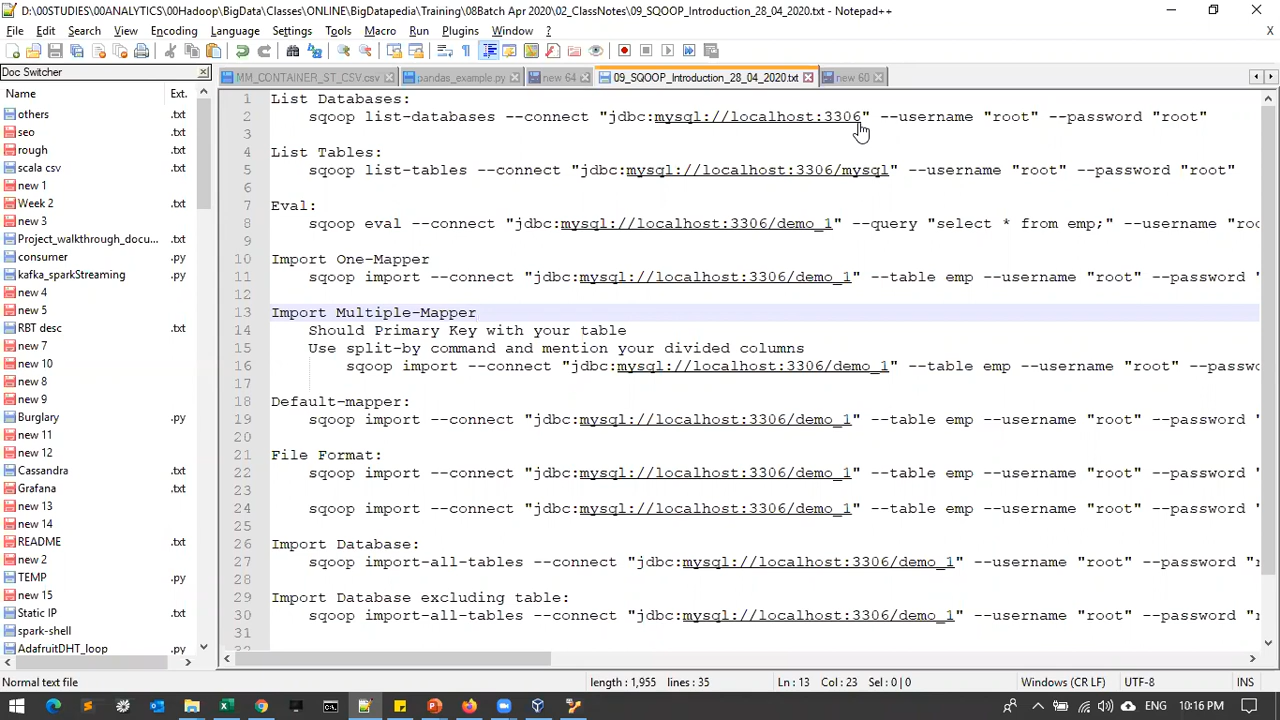 D:\00STUDIES\00ANALYTICS\00Hadoop\BigData\Classes\ONLINE\BigDatapedia\Training\08Batch Apr 2020\02_ClassNotes\09_SQOOP_Introduction_28_04_2020.txt - Notepad++
File Edit Search View Encoding Language Settings Tools Macro Run Plugins Window ? X
Doc Switcher
MM_CONTAINER_ST_CSV.csv pandas_example.py new 64 09_SQOOP_Introduction_28_04_2020.txt new 60
Name Ext.
others .txt
seo .txt
rough .txt
scala csv .txt
new 1 .txt
Week 2 .txt
new 3 .txt
Project_walkthrough_docu... .txt
consumer .py
kafka_sparkStreaming .py
new 4 .txt
new 5 .txt
RBT desc .txt
new 7 .txt
new 10 .txt
new 8 .txt
new 9 .txt
Burglary .py
new 11 .txt
new 12 .txt
Cassandra .txt
Grafana .txt
new 13 .txt
new 14 .txt
README .txt
new 2 .txt
TEMP .py
new 15 .txt
Static IP .txt
spark-shell .txt
AdafruitDHT_loop .py
1 List Databases:
2 sqoop list-databases --connect "jdbc:mysql://localhost:3306" --username "root" --password "root"
3
4 List Tables:
5 sqoop list-tables --connect "jdbc:mysql://localhost:3306/mysql" --username "root" --password "root"
6
7 Eval:
8 sqoop eval --connect "jdbc:mysql://localhost:3306/demo_1" --query "select * from emp;" --username "roo
9
10 Import One-Mapper
11 sqoop import --connect "jdbc:mysql://localhost:3306/demo_1" --table emp --username "root" --password "
12
13 Import Multiple-Mapper
14 Should Primary Key with your table
15 Use split-by command and mention your divided columns
16 sqoop import --connect "jdbc:mysql://localhost:3306/demo_1" --table emp --username "root" --passwo
17
18 Default-mapper:
19 sqoop import --connect "jdbc:mysql://localhost:3306/demo_1" --table emp --username "root" --password "
20
21 File Format:
22 sqoop import --connect "jdbc:mysql://localhost:3306/demo_1" --table emp --username "root" --password "
23
24 sqoop import --connect "jdbc:mysql://localhost:3306/demo_1" --table emp --username "root" --password "
25
26 Import Database:
27 sqoop import-all-tables --connect "jdbc:mysql://localhost:3306/demo_1" --username "root" --password "r
28
29 Import Database excluding table:
30 sqoop import-all-tables --connect "jdbc:mysql://localhost:3306/demo_1" --username "root" --password "r
31
Normal text file length : 1,955 lines : 35 Ln : 13 Col : 23 Sel : 0 | 0 Windows (CR LF) UTF-8 INS
10:16 PM